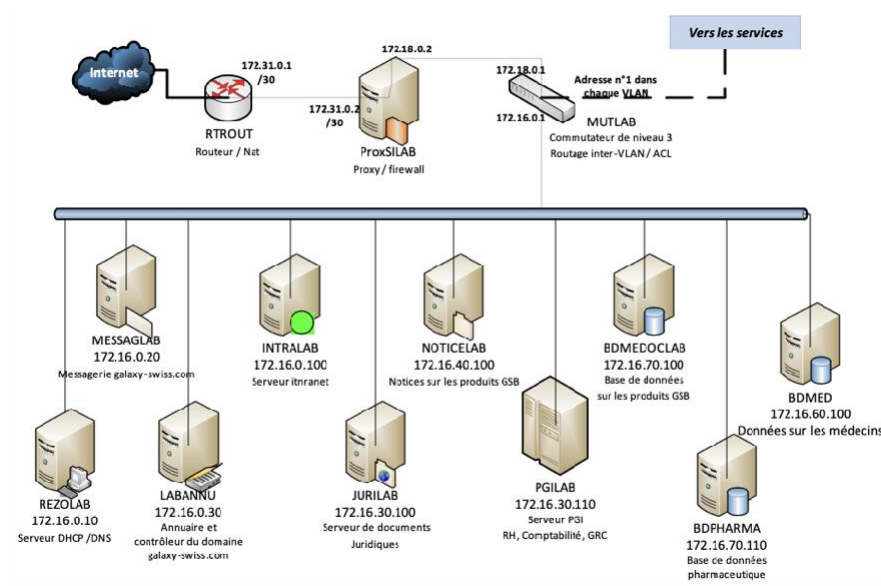 Vers les services
172.18.0.2
Internet
172.31.0.1
/30
172.18.0.1
Adresse n°1 dans
chaque VLAN
172.31.0.2
/30
172.16.0.1
RTROUT
Routeur / Nat
ProxSILAB
Proxy / firewall
MUTLAB
Commutateur de niveau 3
Routage inter-VLAN / ACL
MESSAGLAB
172.16.0.20
Messagerie galaxy-swiss.com
INTRALAB
172.16.0.100
Serveur itnranet
NOTICELAB
172.16.40.100
Notices sur les produits GSB
BDMEDOCLAB
172.16.70.100
Base de données
sur les produits GSB
BDMED
172.16.60.100
Données sur les médecins
REZOLAB
172.16.0.10
Serveur DHCP /DNS
LABANNU
172.16.0.30
Annuaire et
contrôleur du domaine
galaxy-swiss.com
JURILAB
172.16.30.100
Serveur de documents
Juridiques
PGILAB
172.16.30.110
Serveur PGI
RH, Comptabilité, GRC
BDPHARMA
172.16.70.110
Base de données
pharmaceutique